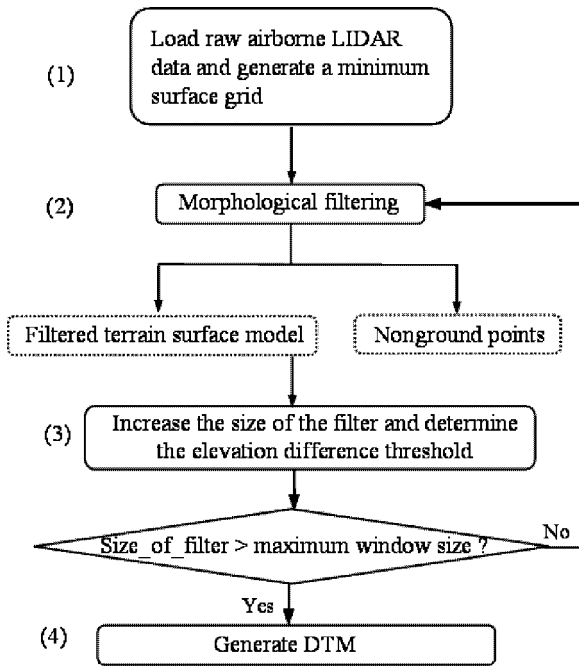 (1)
Load raw airborne LIDAR
data and generate a minimum
surface grid
(2)
Morphological filtering
Filtered terrain surface model
Nonground points
(3)
Increase the size of the filter and determine
the elevation difference threshold
Size_of_filter > maximum window size ?
No
Yes
(4)
Generate DTM